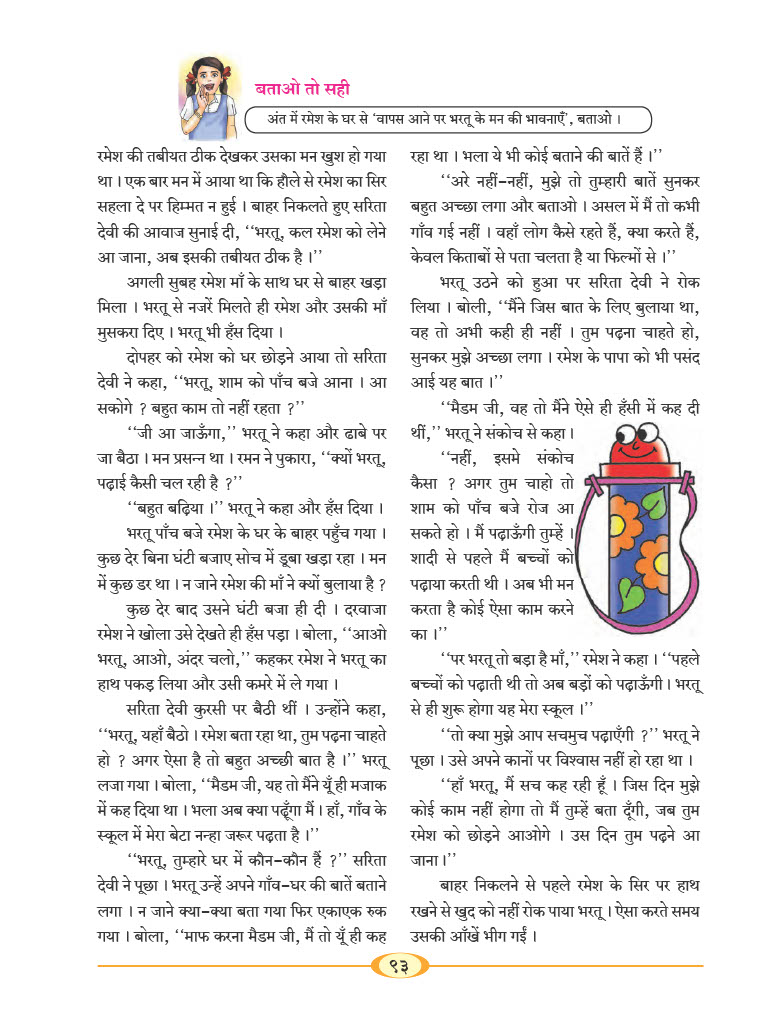 बताओ तो सही
अंत में रमेश के घर से ‘वापस आने पर भरतू के मन की भावनाएँ’, बताओ ।
रमेश की तबीयत ठीक देखकर उसका मन खुश हो गया
था । एक बार मन में आया था कि हौले से रमेश का सिर
सहला दे पर हिम्मत न हुई । बाहर निकलते हुए सरिता
देवी की आवाज सुनाई दी, ‘‘भरतू, कल रमेश को लेने
आ जाना, अब इसकी तबीयत ठीक है ।’’
अगली सुबह रमेश माँ के साथ घर से बाहर खड़ा
मिला । भरतू से नजरें मिलते ही रमेश और उसकी माँ
मुसकरा दिए । भरतू भी हँस दिया ।
दोपहर को रमेश को घर छोड़ने आया तो सरिता
देवी ने कहा, ‘‘भरतू, शाम को पाँच बजे आना । आ
सकोगे ? बहुत काम तो नहीं रहता ?’’
‘‘जी आ जाऊँगा,’’ भरतू ने कहा और ढाबे पर
जा बैठा । मन प्रसन्न था । रमन ने पुकारा, ‘‘क्यों भरतू,
पढ़ाई कैसी चल रही है ?’’
‘‘बहुत बढ़िया ।’’ भरतू ने कहा और हँस दिया ।
भरतू पाँच बजे रमेश के घर के बाहर पहुँच गया ।
कुछ देर बिना घंटी बजाए सोच में डूबा खड़ा रहा । मन
में कुछ डर था । न जाने रमेश की माँ ने क्यों बुलाया है ?
कुछ देर बाद उसने घंटी बजा ही दी । दरवाजा
रमेश ने खोला उसे देखते ही हँस पड़ा । बोला, ‘‘आओ
भरतू, आओ, अंदर चलो,’’ कहकर रमेश ने भरतू का
हाथ पकड़ लिया और उसी कमरे में ले गया ।
सरिता देवी कुरसी पर बैठी थीं । उन्होंने कहा,
‘‘भरतू, यहाँ बैठो । रमेश बता रहा था, तुम पढ़ना चाहते
हो ? अगर ऐसा है तो बहुत अच्छी बात है ।’’ भरतू
लजा गया । बोला, ‘‘मैडम जी, यह तो मैंने यूँ ही मजाक
में कह दिया था । भला अब क्या पढ़ूँगा मैं । हाँ, गाँव के
स्कूल में मेरा बेटा नन्हा जरूर पढ़ता है ।’’
‘‘भरतू, तुम्हारे घर में कौन-कौन हैं ?’’ सरिता
देवी ने पूछा । भरतू उन्हें अपने गाँव-घर की बातें बताने
लगा । न जाने क्या-क्या बता गया फिर एकाएक रुक
गया । बोला, ‘‘माफ करना मैडम जी, मैं तो यूँ ही कह
रहा था । भला ये भी कोई बताने की बातें हैं ।’’
‘‘अरे नहीं-नहीं, मुझे तो तुम्हारी बातें सुनकर
बहुत अच्छा लगा और बताओ । असल में मैं तो कभी
गाँव गई नहीं । वहाँ लोग कैसे रहते हैं, क्या करते हैं,
केवल किताबों से पता चलता है या फिल्मों से ।’’
भरतू उठने को हुआ पर सरिता देवी ने रोक
लिया । बोली, ‘‘मैंने जिस बात के लिए बुलाया था,
वह तो अभी कही ही नहीं । तुम पढ़ना चाहते हो,
सुनकर मुझे अच्छा लगा । रमेश के पापा को भी पसंद
आई यह बात ।’’
‘‘मैडम जी, वह तो मैंने ऐसे ही हँसी में कह दी
थीं,’’ भरतू ने संकोच से कहा ।
‘‘नहीं, इसमे संकोच
कैसा ? अगर तुम चाहो तो
शाम को पाँच बजे रोज आ
सकते हो । मैं पढ़ाऊँगी तुम्हें ।
शादी से पहले मैं बच्चों को
पढ़ाया करती थी । अब भी मन
करता है कोई ऐसा काम करने
का ।’’
‘‘पर भरतू तो बड़ा है माँ,’’ रमेश ने कहा । ‘‘पहले
बच्चों को पढ़ाती थी तो अब बड़ों को पढ़ाऊँगी । भरतू
से ही शुरू होगा यह मेरा स्कूल ।’’
‘‘तो क्या मुझे आप सचमुच पढ़ाएँगी ?’’ भरतू ने
पूछा । उसे अपने कानों पर विश्वास नहीं हो रहा था ।
‘‘हाँ भरतू, मैं सच कह रही हूँ । जिस दिन मुझे
कोई काम नहीं होगा तो मैं तुम्हें बता दूँगी, जब तुम
रमेश को छोड़ने आओगे । उस दिन तुम पढ़ने आ
जाना।’’
बाहर निकलने से पहले रमेश के सिर पर हाथ
रखने से खुद को नहीं रोक पाया भरतू । ऐसा करते समय
उसकी आँखें भीग गईं ।
९३